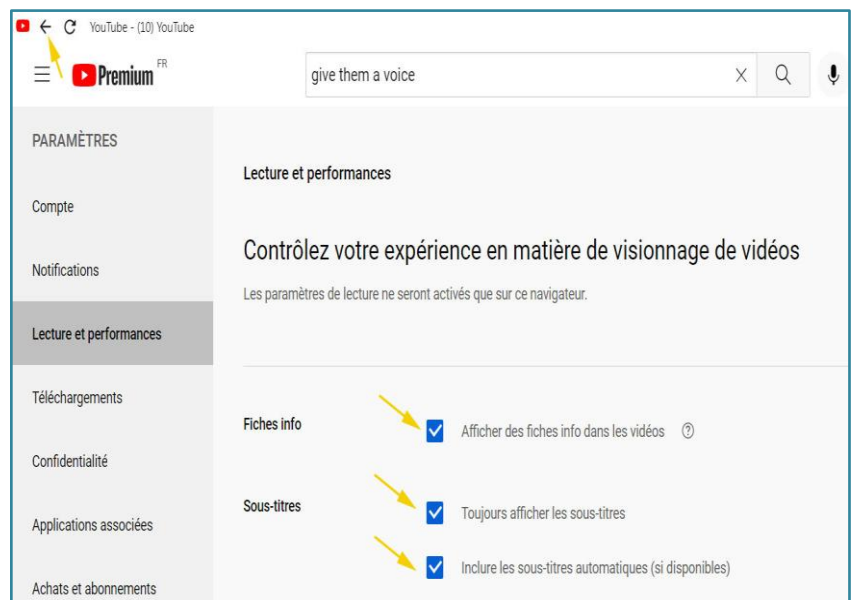 YouTube - (10) YouTube
Premium FR
give them a voice
PARAMÈTRES
Compte
Notifications
Lecture et performances
Téléchargements
Confidentialité
Applications associées
Achats et abonnements
Lecture et performances
Contrôlez votre expérience en matière de visionnage de vidéos
Les paramètres de lecture ne seront activés que sur ce navigateur.
Fiches info
Afficher des fiches info dans les vidéos ?
Sous-titres
Toujours afficher les sous-titres
Inclure les sous-titres automatiques (si disponibles)